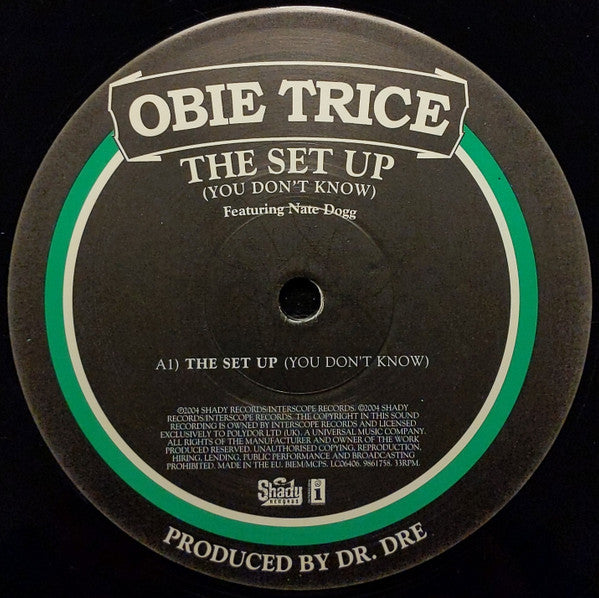 OBIE TRICE
THE SET UP
(YOU DON'T KNOW)
Featuring Nate Dogg
A1) THE SET UP (YOU DON'T KNOW)
℗2004 SHADY RECORDS/INTERSCOPE RECORDS. ©2004 SHADY
RECORDS/INTERSCOPE RECORDS. THE COPYRIGHT IN THIS SOUND
RECORDING IS OWNED BY INTERSCOPE RECORDS AND LICENSED
EXCLUSIVELY TO POLYDOR LTD (UK). A UNIVERSAL MUSIC COMPANY.
ALL RIGHTS OF THE MANUFACTURER AND OWNER OF THE WORK
PRODUCED RESERVED. UNAUTHORISED COPYING, REPRODUCTION,
HIRING, LENDING, PUBLIC PERFORMANCE AND BROADCASTING
PROHIBITED. MADE IN THE EU. BIEM/MCPS. LC06406. 9861758. 33RPM.
Shady
RECORDS
i
PRODUCED BY DR. DRE